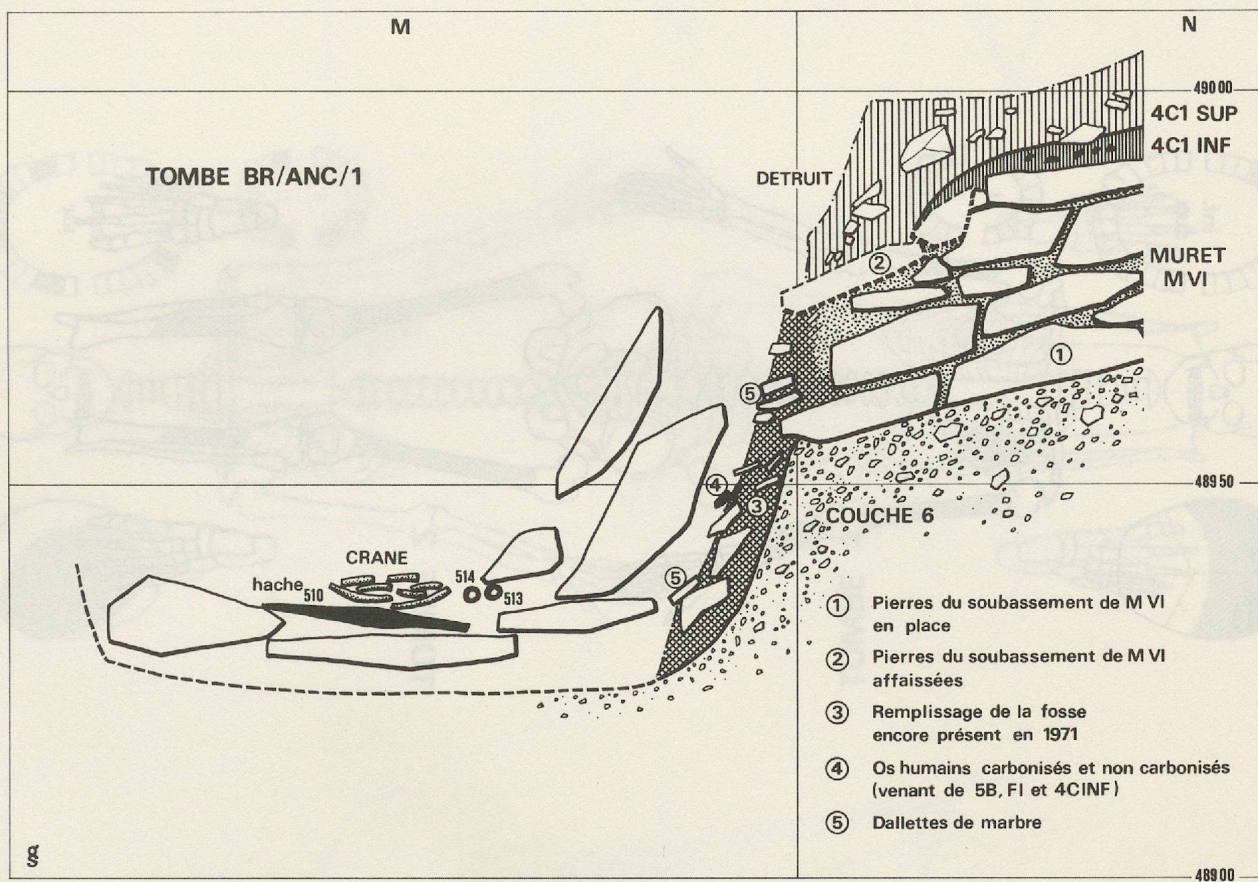 M
N
49000
4C1 SUP
4C1 INF
TOMBE BR/ANC/1
DETRUIT
②
MURET
M VI
①
⑤
④
48950
③
COUCHE 6
CRANE
hache 510
514
513
⑤
① Pierres du soubassement de M VI
en place
② Pierres du soubassement de M VI
affaissées
③ Remplissage de la fosse
encore présent en 1971
④ Os humains carbonisés et non carbonisés
(venant de 5B, FI et 4CINF)
⑤ Dallettes de marbre
g
48900